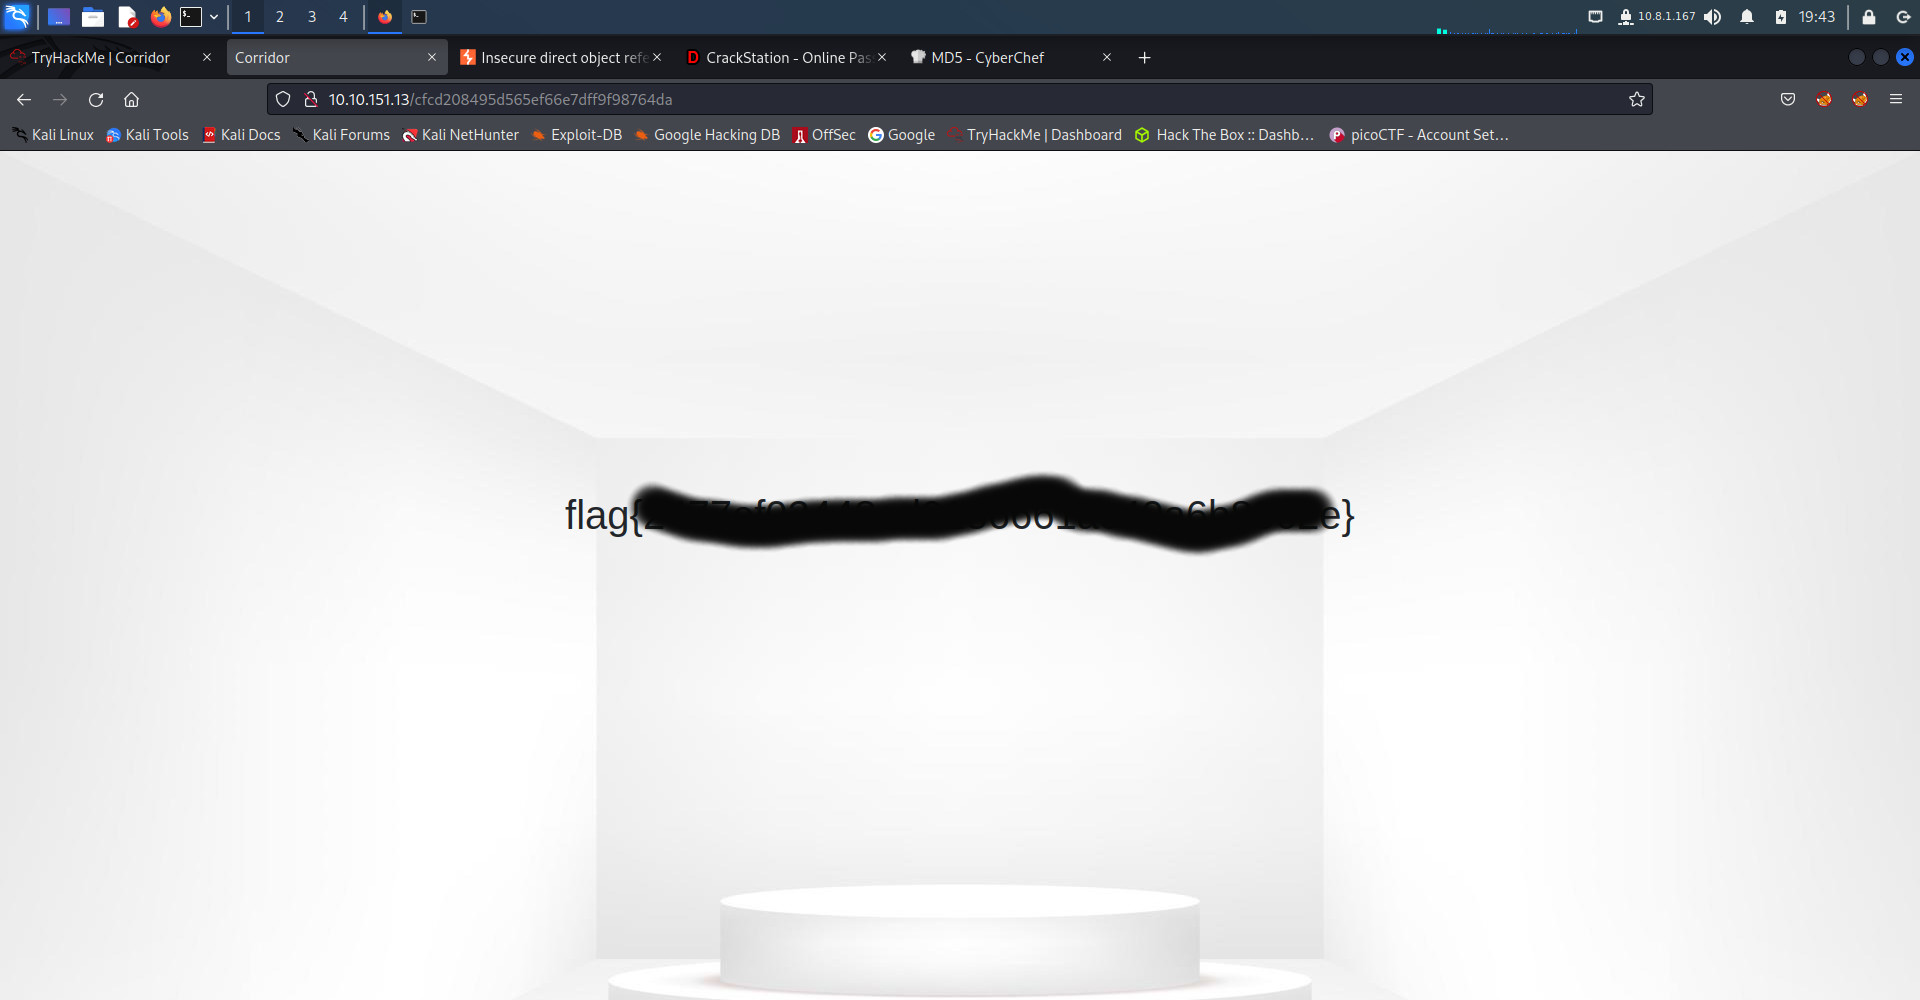 1 2 3 4 10.8.1.167 19:43
TryHackMe | Corridor Corridor Insecure direct object refe CrackStation - Online Pas MD5 - CyberChef
10.10.151.13/cfcd208495d565ef66e7dff9f98764da
Kali Linux Kali Tools Kali Docs Kali Forums Kali NetHunter Exploit-DB Google Hacking DB OffSec Google TryHackMe | Dashboard Hack The Box :: Dashb... picoCTF - Account Set...
flag{ e}